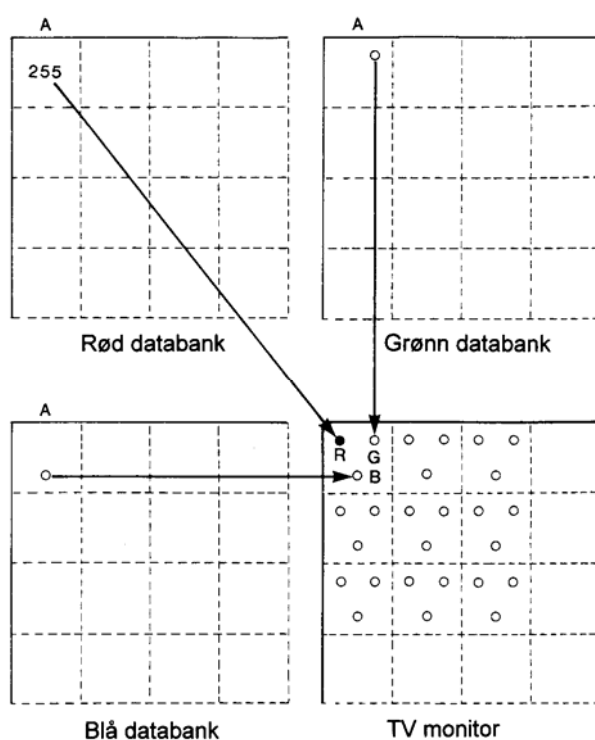 A
A
255
Rød databank
Grønn databank
A
R
G
B
Blå databank
TV monitor